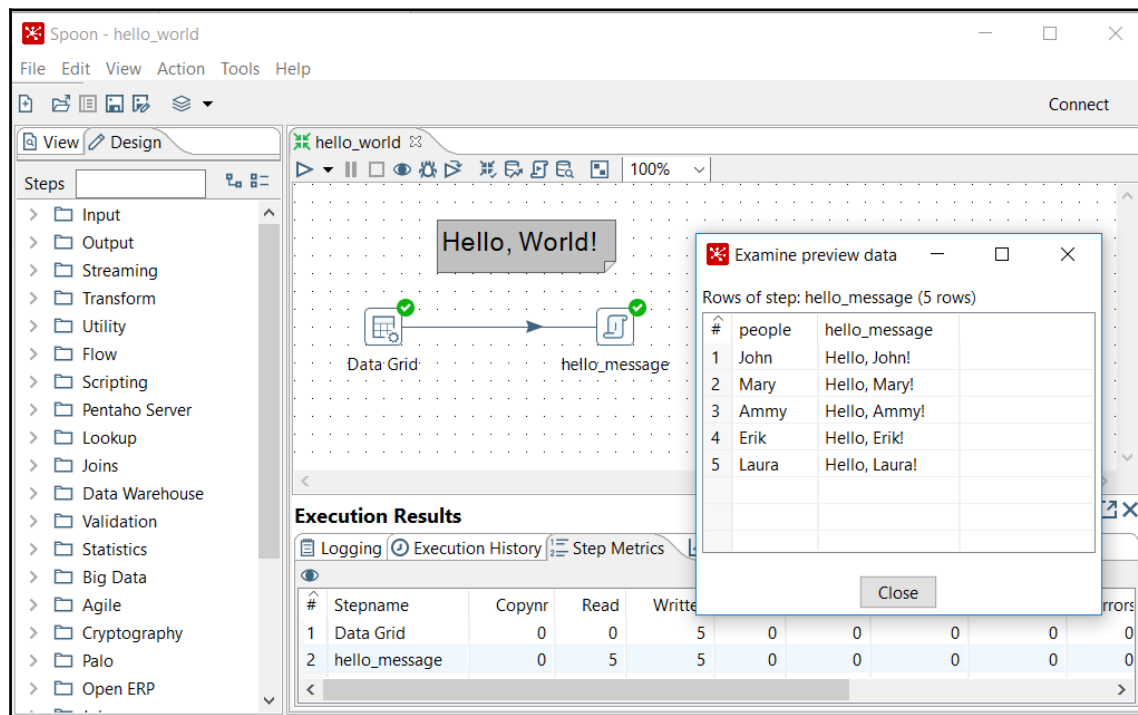 Spoon - hello_world
File Edit View Action Tools Help
Connect
View Design
Steps
Input
Output
Streaming
Transform
Utility
Flow
Scripting
Pentaho Server
Lookup
Joins
Data Warehouse
Validation
Statistics
Big Data
Agile
Cryptography
Palo
Open ERP
hello_world
100%
Hello, World!
Data Grid
hello_message
Examine preview data
Rows of step: hello_message (5 rows)
# people hello_message
1 John Hello, John!
2 Mary Hello, Mary!
3 Ammy Hello, Ammy!
4 Erik Hello, Erik!
5 Laura Hello, Laura!
Close
Execution Results
Logging Execution History Step Metrics
# Stepname Copynr Read Writte rrors
1 Data Grid 0 0 5 0 0 0 0 0
2 hello_message 0 5 5 0 0 0 0 0